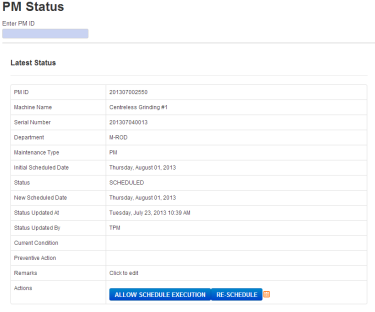 PM Status
Enter PM ID
Latest Status
PM ID 201307002550
Machine Name Centreless Grinding #1
Serial Number 201307040013
Department M-ROD
Maintenance Type PM
Initial Scheduled Date Thursday, August 01, 2013
Status SCHEDULED
New Scheduled Date Thursday, August 01, 2013
Status Updated At Tuesday, July 23, 2013 10:39 AM
Status Updated By TPM
Current Condition
Preventive Action
Remarks Click to edit
Actions ALLOW SCHEDULE EXECUTION RE-SCHEDULE